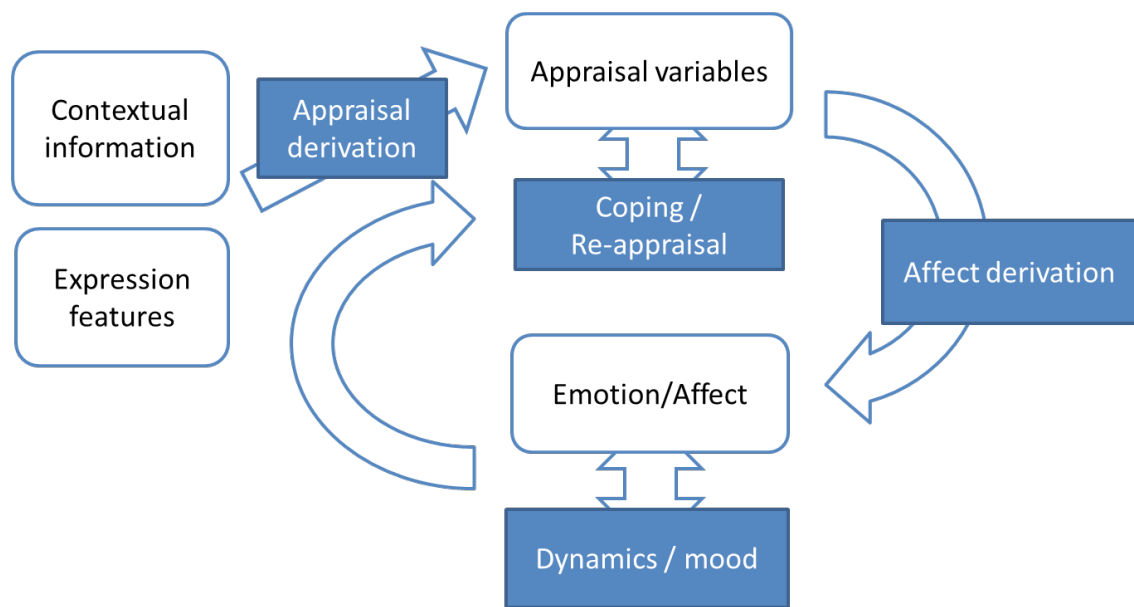 Contextual
information
Expression
features
Appraisal
derivation
Appraisal variables
Coping /
Re-appraisal
Affect derivation
Emotion/Affect
Dynamics / mood